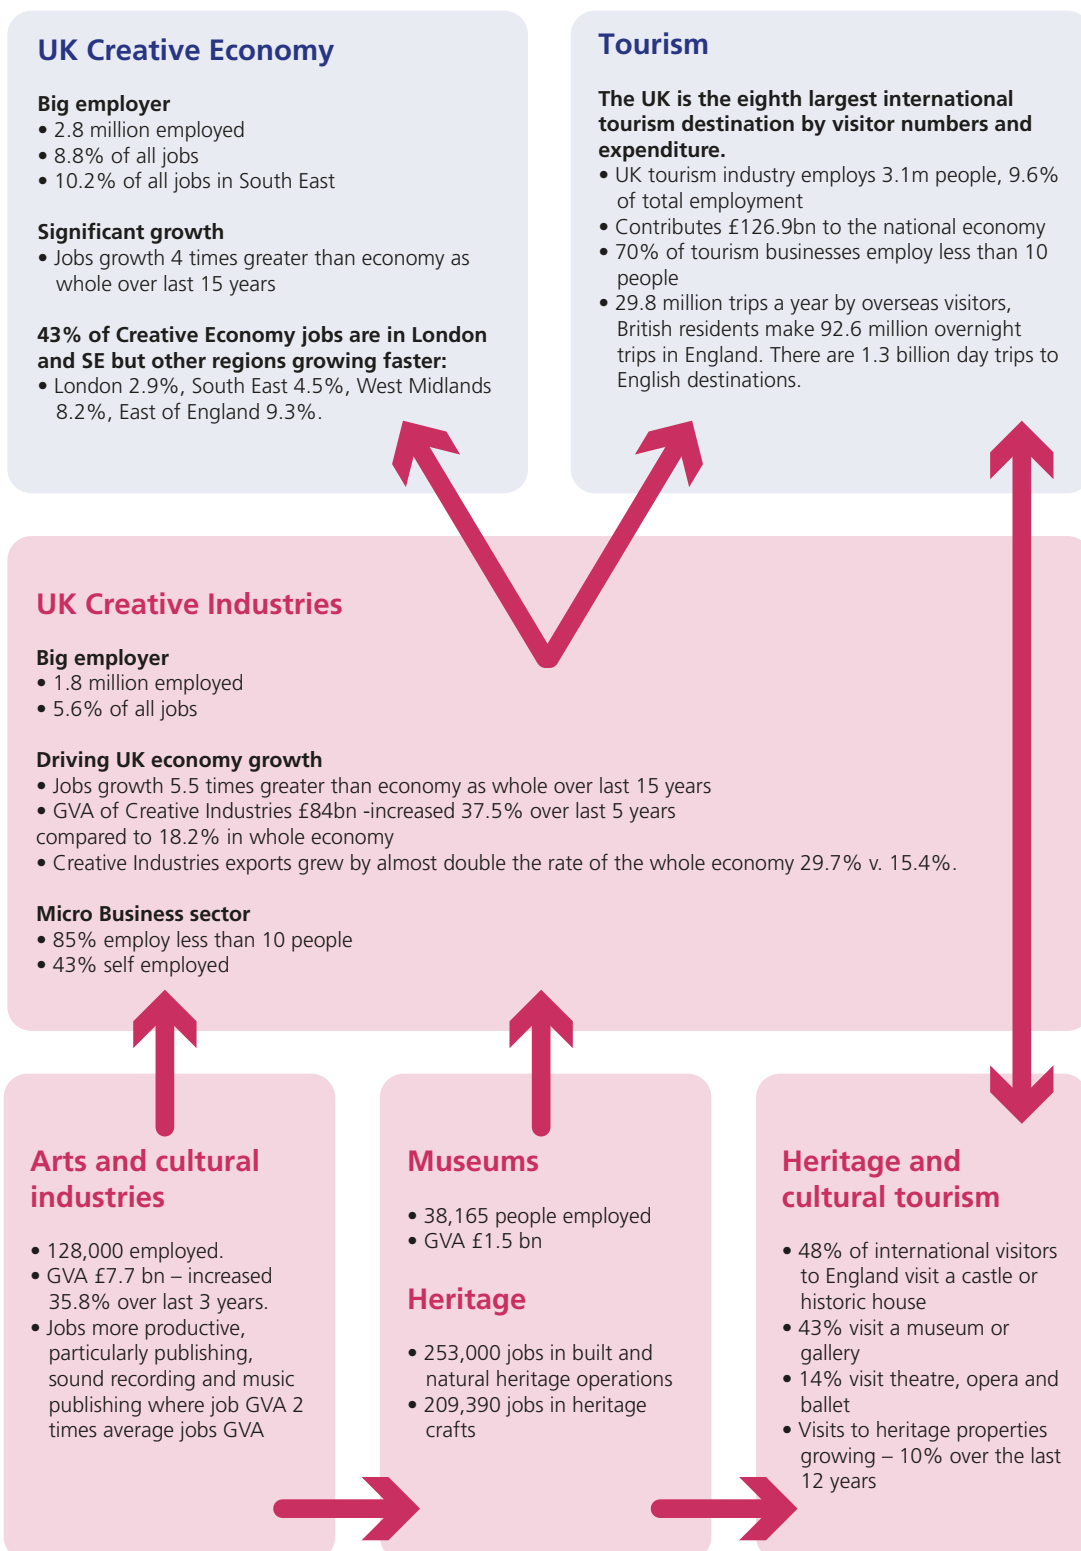 UK Creative Economy
Big employer
• 2.8 million employed
• 8.8% of all jobs
• 10.2% of all jobs in South East
Significant growth
• Jobs growth 4 times greater than economy as
whole over last 15 years
43% of Creative Economy jobs are in London
and SE but other regions growing faster:
• London 2.9%, South East 4.5%, West Midlands
8.2%, East of England 9.3%.
Tourism
The UK is the eighth largest international
tourism destination by visitor numbers and
expenditure.
• UK tourism industry employs 3.1m people, 9.6%
of total employment
• Contributes £126.9bn to the national economy
• 70% of tourism businesses employ less than 10
people
• 29.8 million trips a year by overseas visitors,
British residents make 92.6 million overnight
trips in England. There are 1.3 billion day trips to
English destinations.
UK Creative Industries
Big employer
• 1.8 million employed
• 5.6% of all jobs
Driving UK economy growth
• Jobs growth 5.5 times greater than economy as whole over last 15 years
• GVA of Creative Industries £84bn -increased 37.5% over last 5 years
compared to 18.2% in whole economy
• Creative Industries exports grew by almost double the rate of the whole economy 29.7% v. 15.4%.
Micro Business sector
• 85% employ less than 10 people
• 43% self employed
Arts and cultural
industries
• 128,000 employed.
• GVA £7.7 bn – increased
35.8% over last 3 years.
• Jobs more productive,
particularly publishing,
sound recording and music
publishing where job GVA 2
times average jobs GVA
Museums
• 38,165 people employed
• GVA £1.5 bn
Heritage
• 253,000 jobs in built and
natural heritage operations
• 209,390 jobs in heritage
crafts
Heritage and
cultural tourism
• 48% of international visitors
to England visit a castle or
historic house
• 43% visit a museum or
gallery
• 14% visit theatre, opera and
ballet
• Visits to heritage properties
growing – 10% over the last
12 years